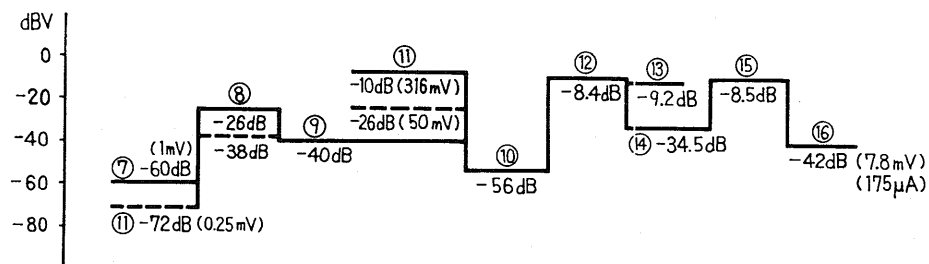 dBV
0
−20
−40
−60
−80
⑦ −60dB
(1mV)
⑪ −72dB (0.25mV)
⑧
−26dB
−38dB
⑨
−40dB
⑪
−10dB (316mV)
−26dB (50mV)
⑩
−56dB
⑫
−8.4dB
⑬
−9.2dB
⑭ −34.5dB
⑮
−8.5dB
⑯
−42dB (7.8mV)
(175μA)